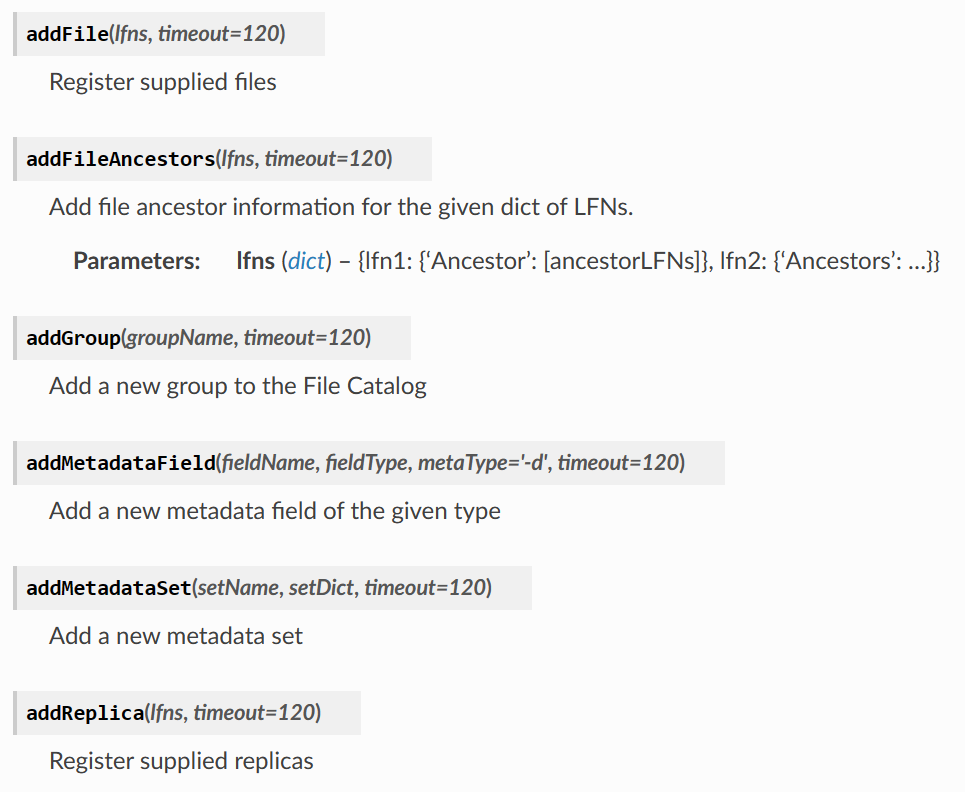 addFile(lfns, timeout=120)
Register supplied files
addFileAncestors(lfns, timeout=120)
Add file ancestor information for the given dict of LFNs.
Parameters: lfns (dict) – {lfn1: {‘Ancestor’: [ancestorLFNs]}, lfn2: {‘Ancestors’: …}}
addGroup(groupName, timeout=120)
Add a new group to the File Catalog
addMetadataField(fieldName, fieldType, metaType='-d', timeout=120)
Add a new metadata field of the given type
addMetadataSet(setName, setDict, timeout=120)
Add a new metadata set
addReplica(lfns, timeout=120)
Register supplied replicas